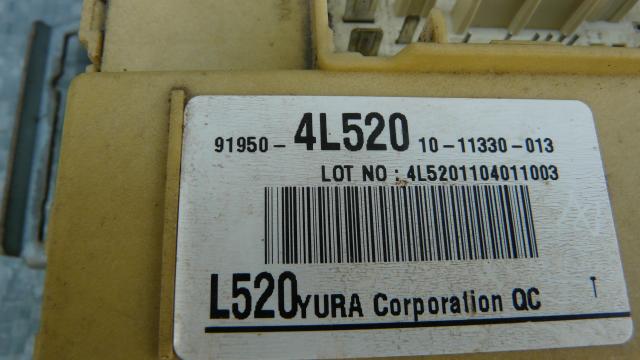 91950- 4L520 10-11330-013
LOT NO : 4L5201104011003
L520 YURA Corporation QC T